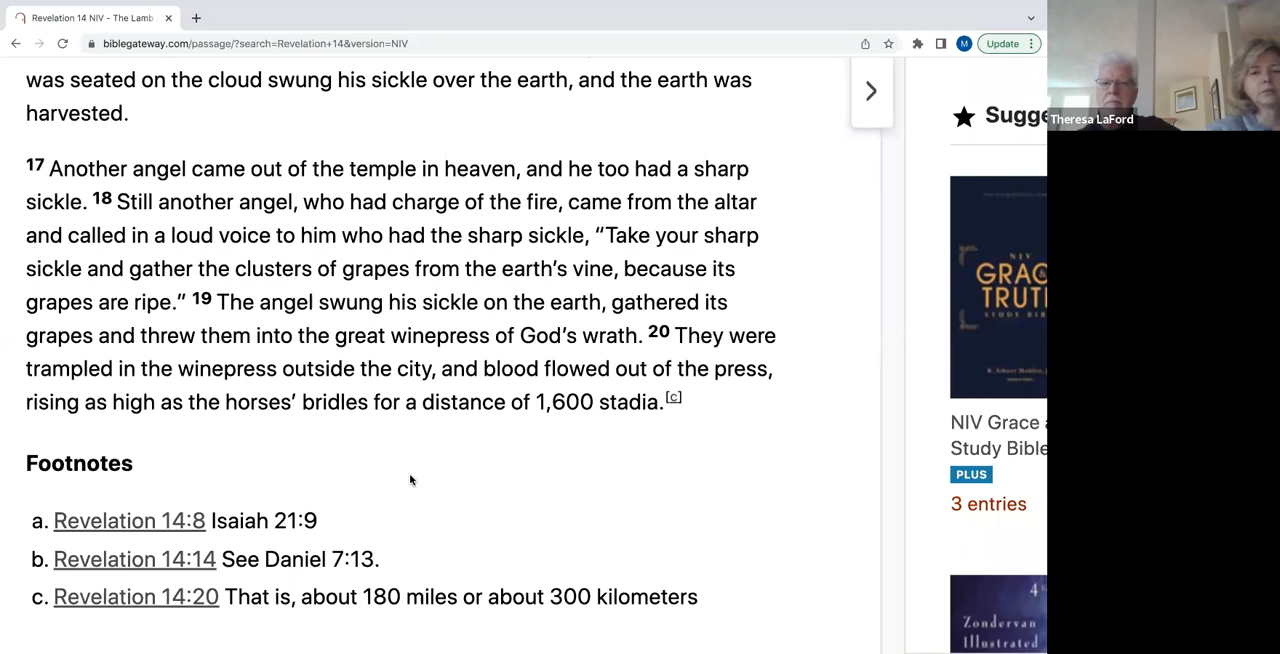 Revelation 14 NIV - The Lamb
biblegateway.com/passage/?search=Revelation+14&version=NIV
M
Update
was seated on the cloud swung his sickle over the earth, and the earth was
harvested.
17 Another angel came out of the temple in heaven, and he too had a sharp
sickle. 18 Still another angel, who had charge of the fire, came from the altar
and called in a loud voice to him who had the sharp sickle, “Take your sharp
sickle and gather the clusters of grapes from the earth’s vine, because its
grapes are ripe.” 19 The angel swung his sickle on the earth, gathered its
grapes and threw them into the great winepress of God’s wrath. 20 They were
trampled in the winepress outside the city, and blood flowed out of the press,
rising as high as the horses’ bridles for a distance of 1,600 stadia.[c]
Footnotes
a. Revelation 14:8 Isaiah 21:9
b. Revelation 14:14 See Daniel 7:13.
c. Revelation 14:20 That is, about 180 miles or about 300 kilometers
Sugge
NIV
GRAC
&
TRUT
STUDY BIB
NIV Grace
Study Bible
PLUS
3 entries
4
Zondervan
Illustrated
Theresa LaFord